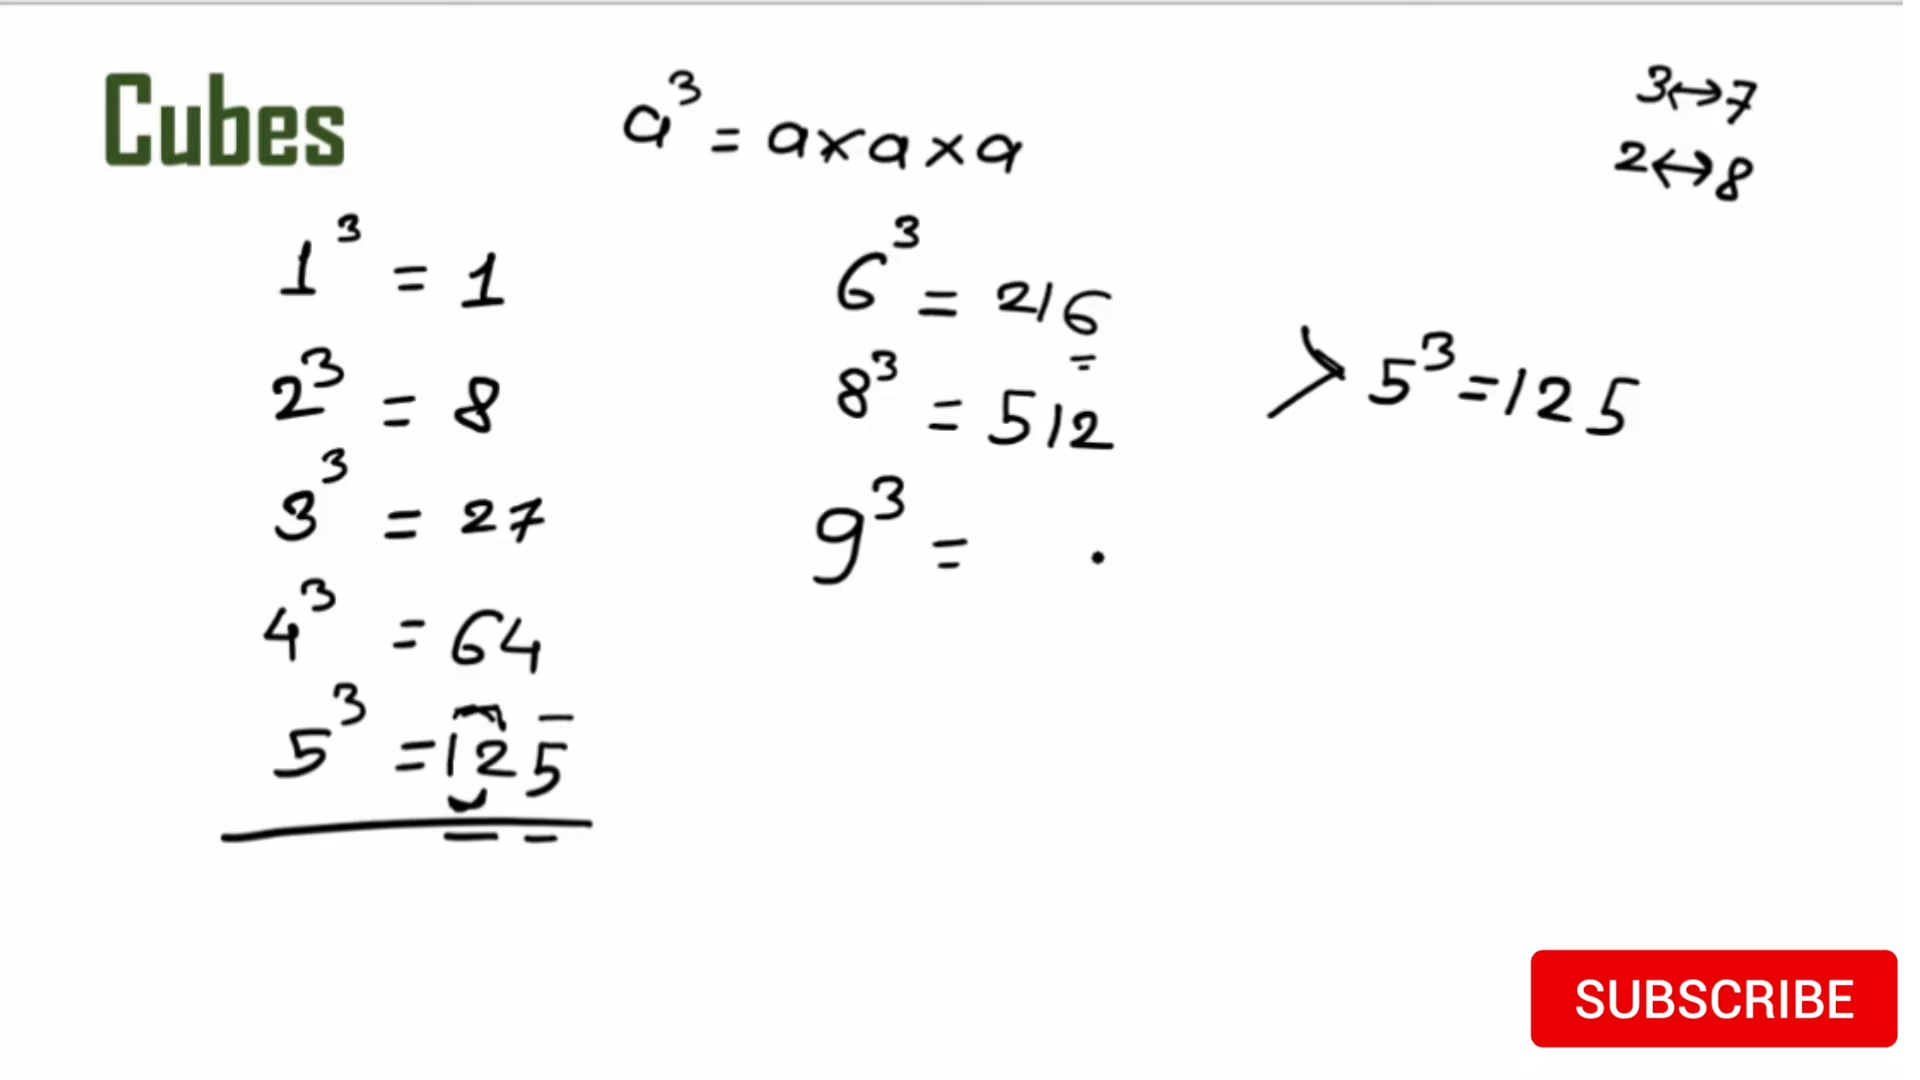 Cubes
a³ = a×a×a
3↔7
2↔8
1³ = 1
2³ = 8
3³ = 27
4³ = 64
5³ = 125
6³ = 216
8³ = 512
9³ = .
> 5³ = 125
SUBSCRIBE